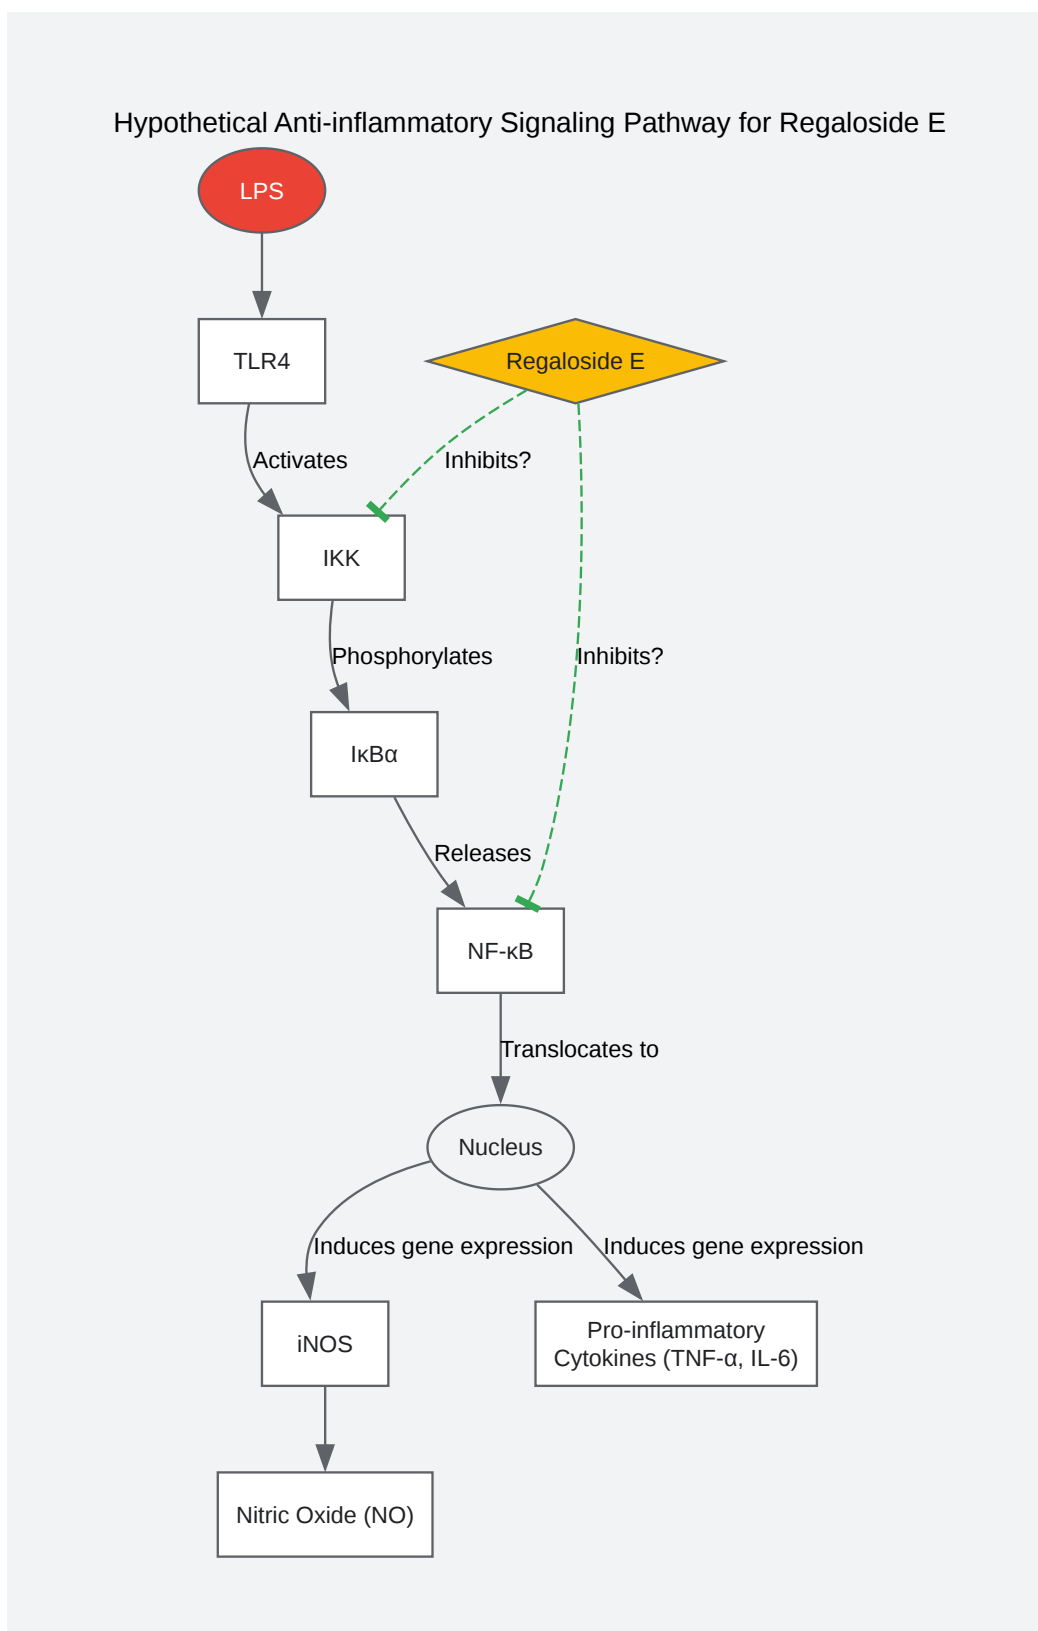 Hypothetical Anti-inflammatory Signaling Pathway for Regaloside E
LPS
TLR4
Regaloside E
Activates
Inhibits?
IKK
Phosphorylates
Inhibits?
IκBα
Releases
NF-κB
Translocates to
Nucleus
Induces gene expression
Induces gene expression
iNOS
Pro-inflammatory
Cytokines (TNF-α, IL-6)
Nitric Oxide (NO)